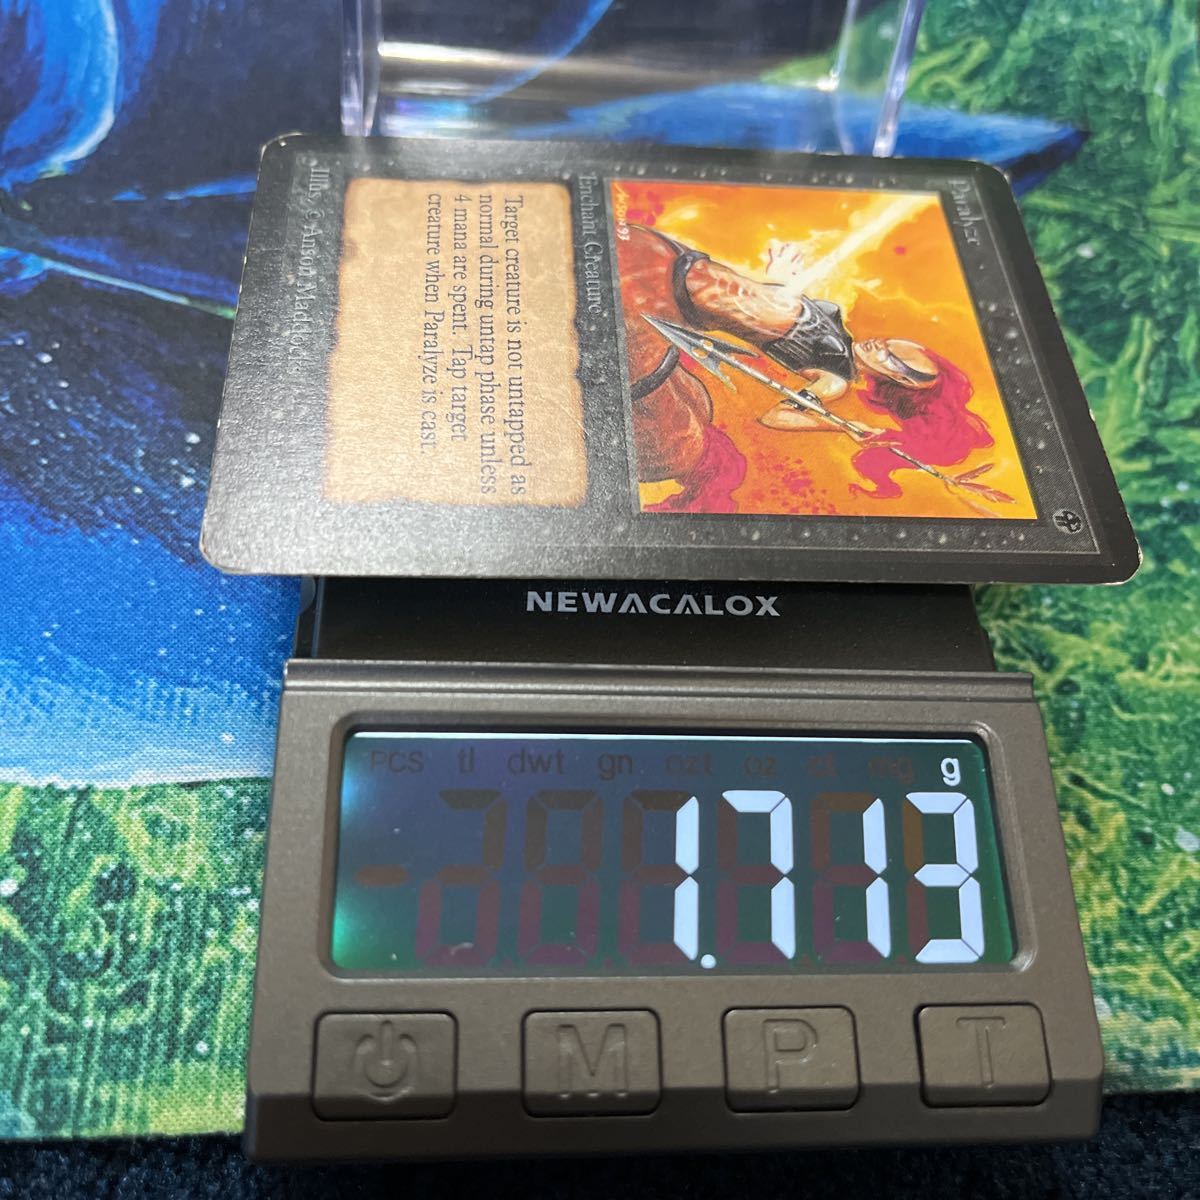 Paralyze
ANSON 93
Enchant Creature
Target creature is not untapped as
normal during untap phase unless
4 mana are spent. Tap target
creature when Paralyze is cast.
Illus. © Anson Maddocks
NEWACALOX
PCS tl dwt gn ozt oz ct mg g
1.713
M P T